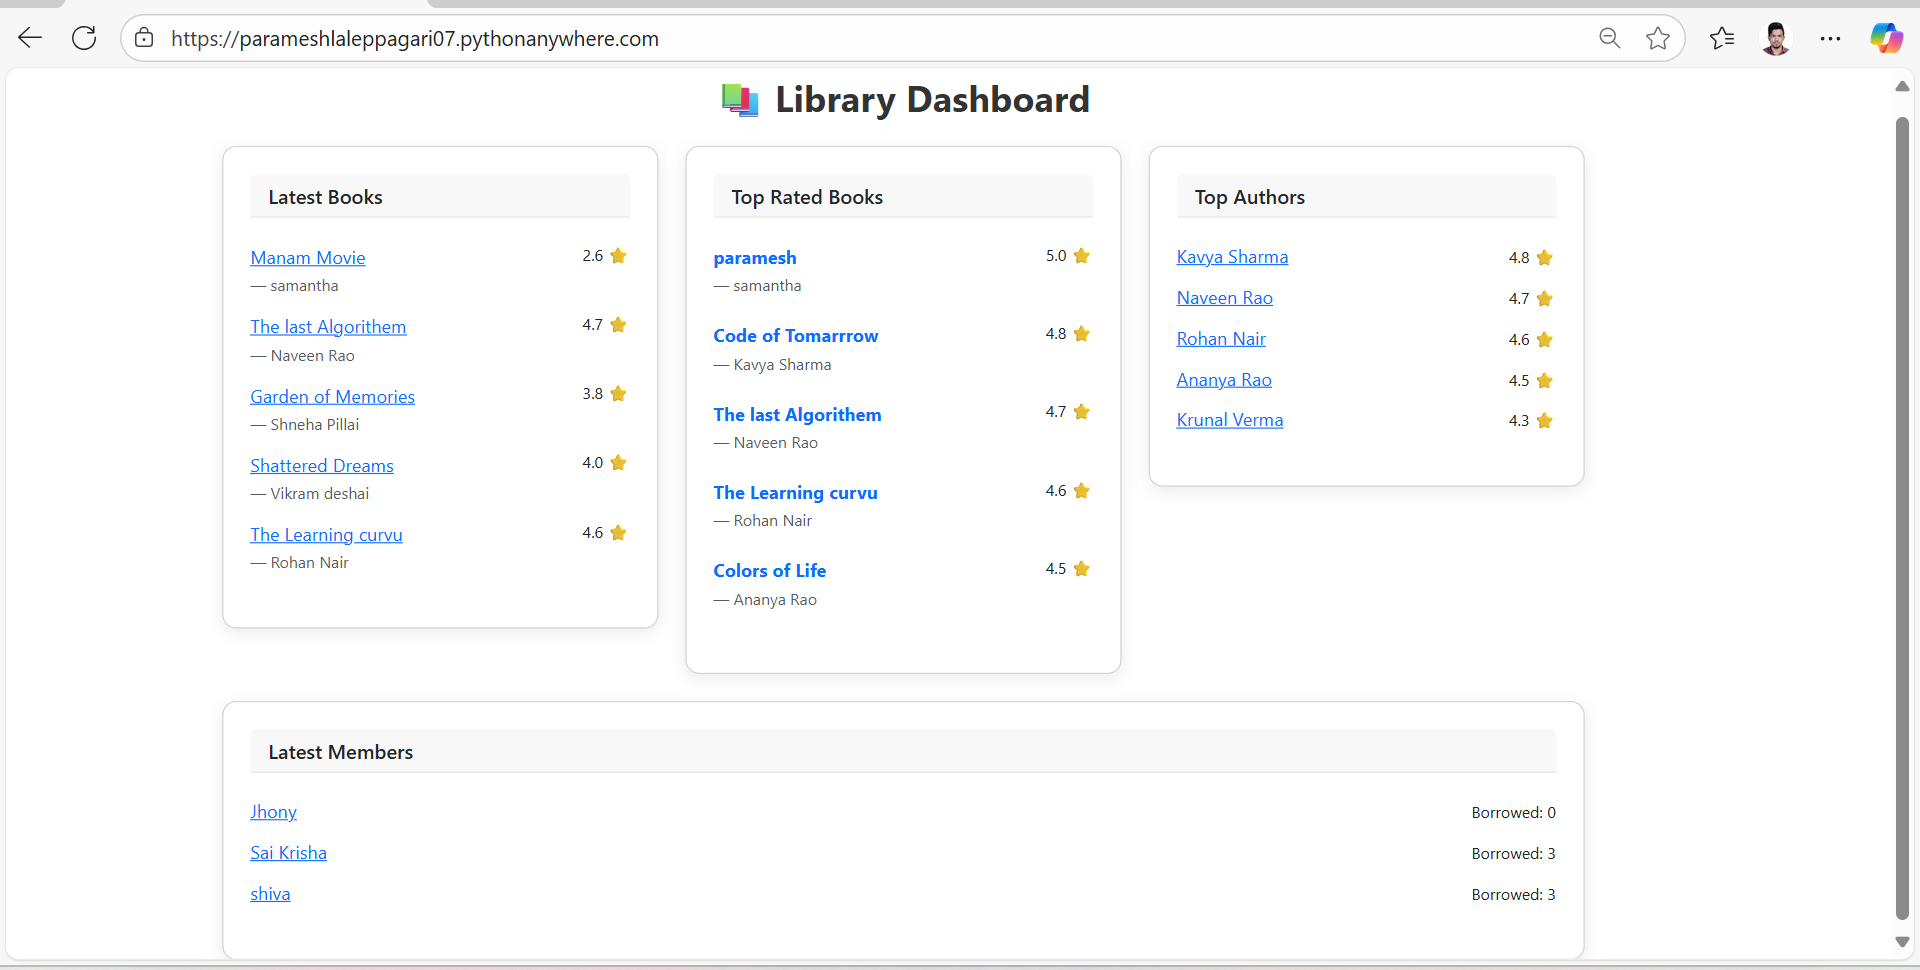 https://parameshlaleppagari07.pythonanywhere.com
Library Dashboard
Latest Books
Manam Movie 2.6
— samantha
The last Algorithem 4.7
— Naveen Rao
Garden of Memories 3.8
— Shneha Pillai
Shattered Dreams 4.0
— Vikram deshai
The Learning curvu 4.6
— Rohan Nair
Top Rated Books
paramesh 5.0
— samantha
Code of Tomarrrow 4.8
— Kavya Sharma
The last Algorithem 4.7
— Naveen Rao
The Learning curvu 4.6
— Rohan Nair
Colors of Life 4.5
— Ananya Rao
Top Authors
Kavya Sharma 4.8
Naveen Rao 4.7
Rohan Nair 4.6
Ananya Rao 4.5
Krunal Verma 4.3
Latest Members
Jhony Borrowed: 0
Sai Krisha Borrowed: 3
shiva Borrowed: 3